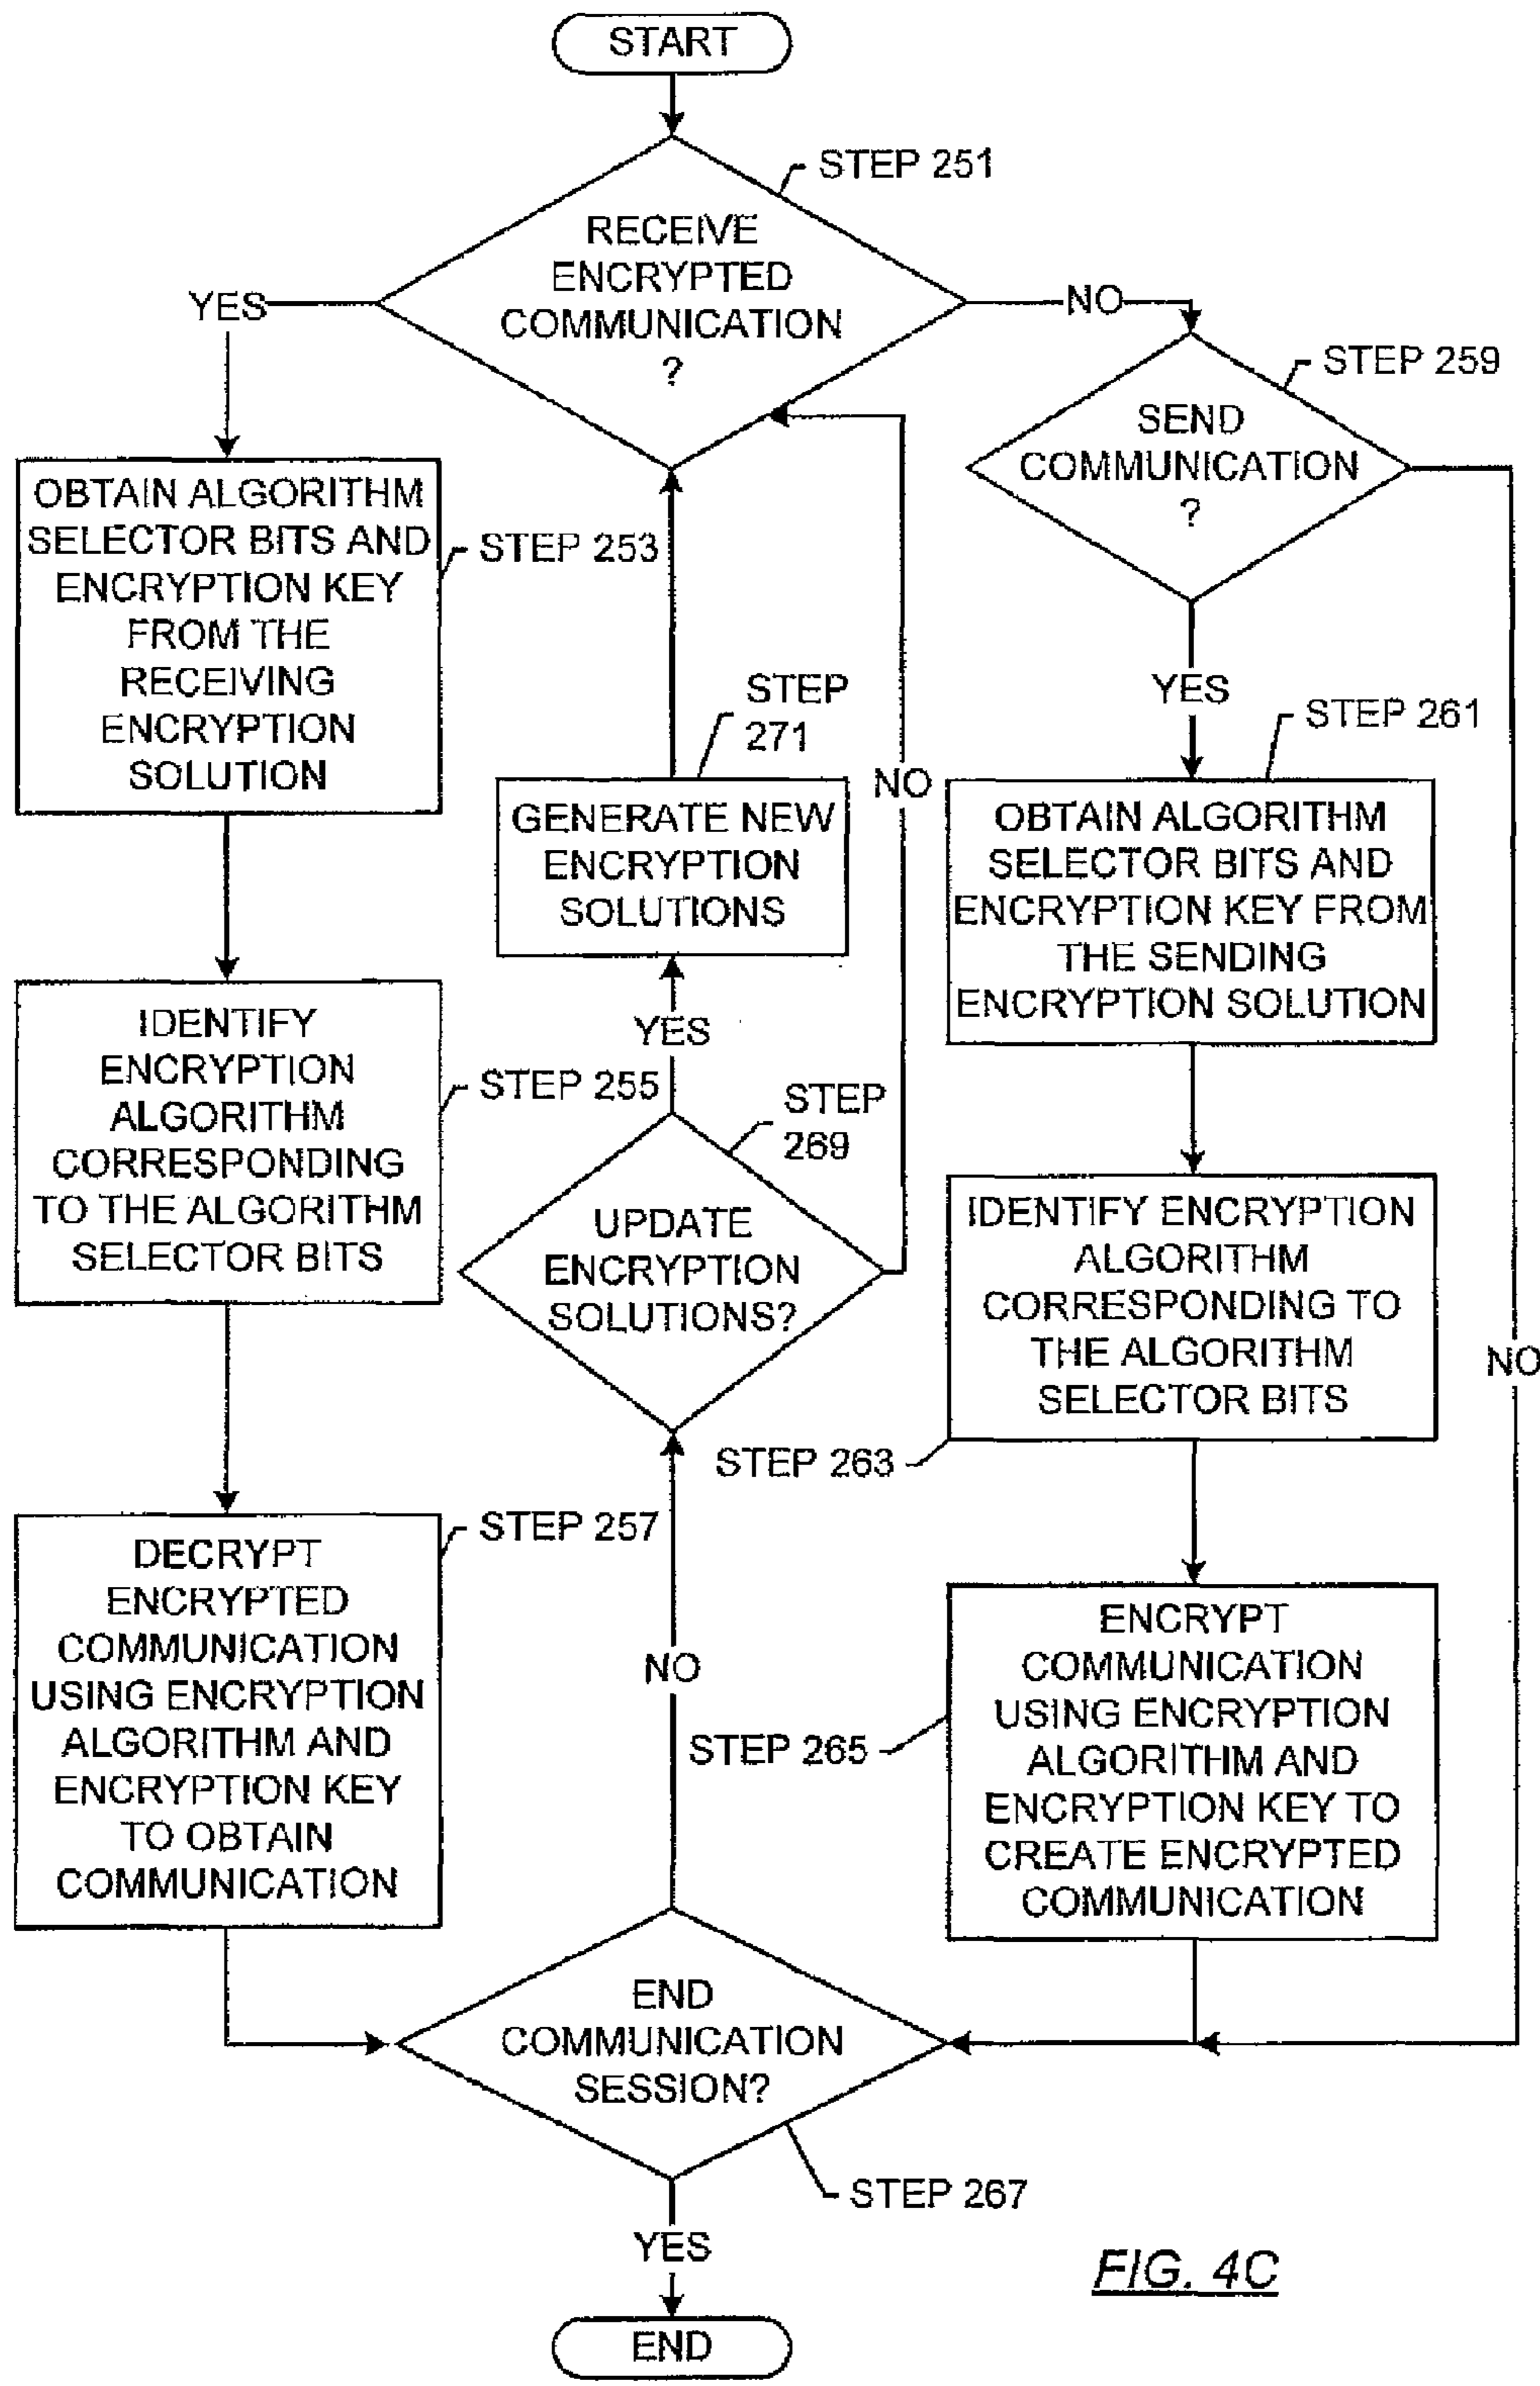 START
STEP 251
RECEIVE
ENCRYPTED
COMMUNICATION
?
YES
NO
STEP 259
SEND
COMMUNICATION
?
OBTAIN ALGORITHM
SELECTOR BITS AND
ENCRYPTION KEY
FROM THE
RECEIVING
ENCRYPTION
SOLUTION
STEP 253
YES
STEP
271
STEP 261
NO
GENERATE NEW
ENCRYPTION
SOLUTIONS
OBTAIN ALGORITHM
SELECTOR BITS AND
ENCRYPTION KEY FROM
THE SENDING
ENCRYPTION SOLUTION
IDENTIFY
ENCRYPTION
ALGORITHM
CORRESPONDING
TO THE ALGORITHM
SELECTOR BITS
STEP 255
YES
STEP
269
UPDATE
ENCRYPTION
SOLUTIONS?
IDENTIFY ENCRYPTION
ALGORITHM
CORRESPONDING TO
THE ALGORITHM
SELECTOR BITS
NO
STEP 263
DECRYPT
ENCRYPTED
COMMUNICATION
USING ENCRYPTION
ALGORITHM AND
ENCRYPTION KEY
TO OBTAIN
COMMUNICATION
STEP 257
NO
STEP 265
ENCRYPT
COMMUNICATION
USING ENCRYPTION
ALGORITHM AND
ENCRYPTION KEY TO
CREATE ENCRYPTED
COMMUNICATION
END
COMMUNICATION
SESSION?
STEP 267
YES
END
FIG. 4C